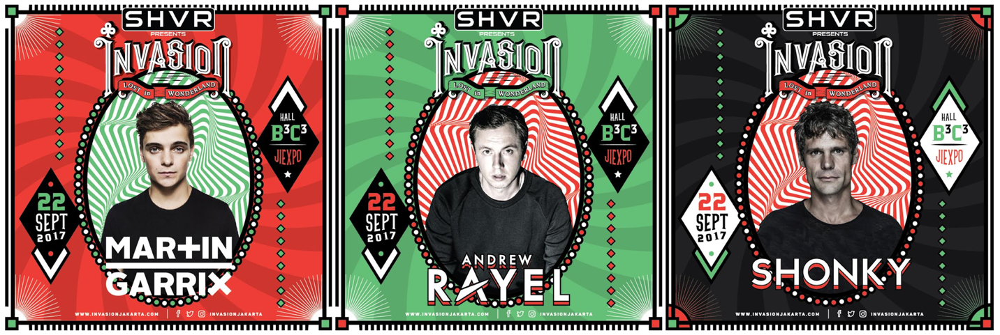 SHVR
PRESENTS
INVASION
LOST in WONDERLAND
HALL
B³C³
JIEXPO
22
SEPT
2017
MARTIN
GARRIX
WWW.INVASIONJAKARTA.COM | INVASIONJAKARTA
SHVR
PRESENTS
INVASION
LOST in WONDERLAND
HALL
B³C³
JIEXPO
22
SEPT
2017
ANDREW
RAYEL
WWW.INVASIONJAKARTA.COM | INVASIONJAKARTA
SHVR
PRESENTS
INVASION
LOST in WONDERLAND
HALL
B³C³
JIEXPO
22
SEPT
2017
SHONKY
WWW.INVASIONJAKARTA.COM | INVASIONJAKARTA